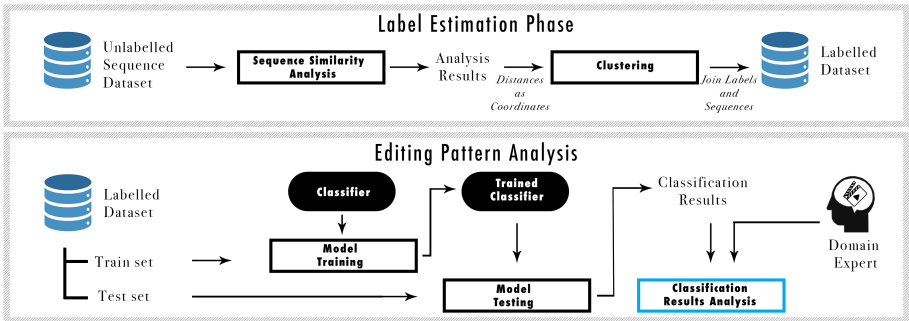 Label Estimation Phase
Unlabelled
Sequence
Dataset
Sequence Similarity
Analysis
Analysis
Results
Distances
as
Coordinates
Clustering
Join Labels
and
Sequences
Labelled
Dataset
Editing Pattern Analysis
Labelled
Dataset
Train set
Test set
Classifier
Model
Training
Trained
Classifier
Model
Testing
Classification
Results
Classification
Results Analysis
Domain
Expert